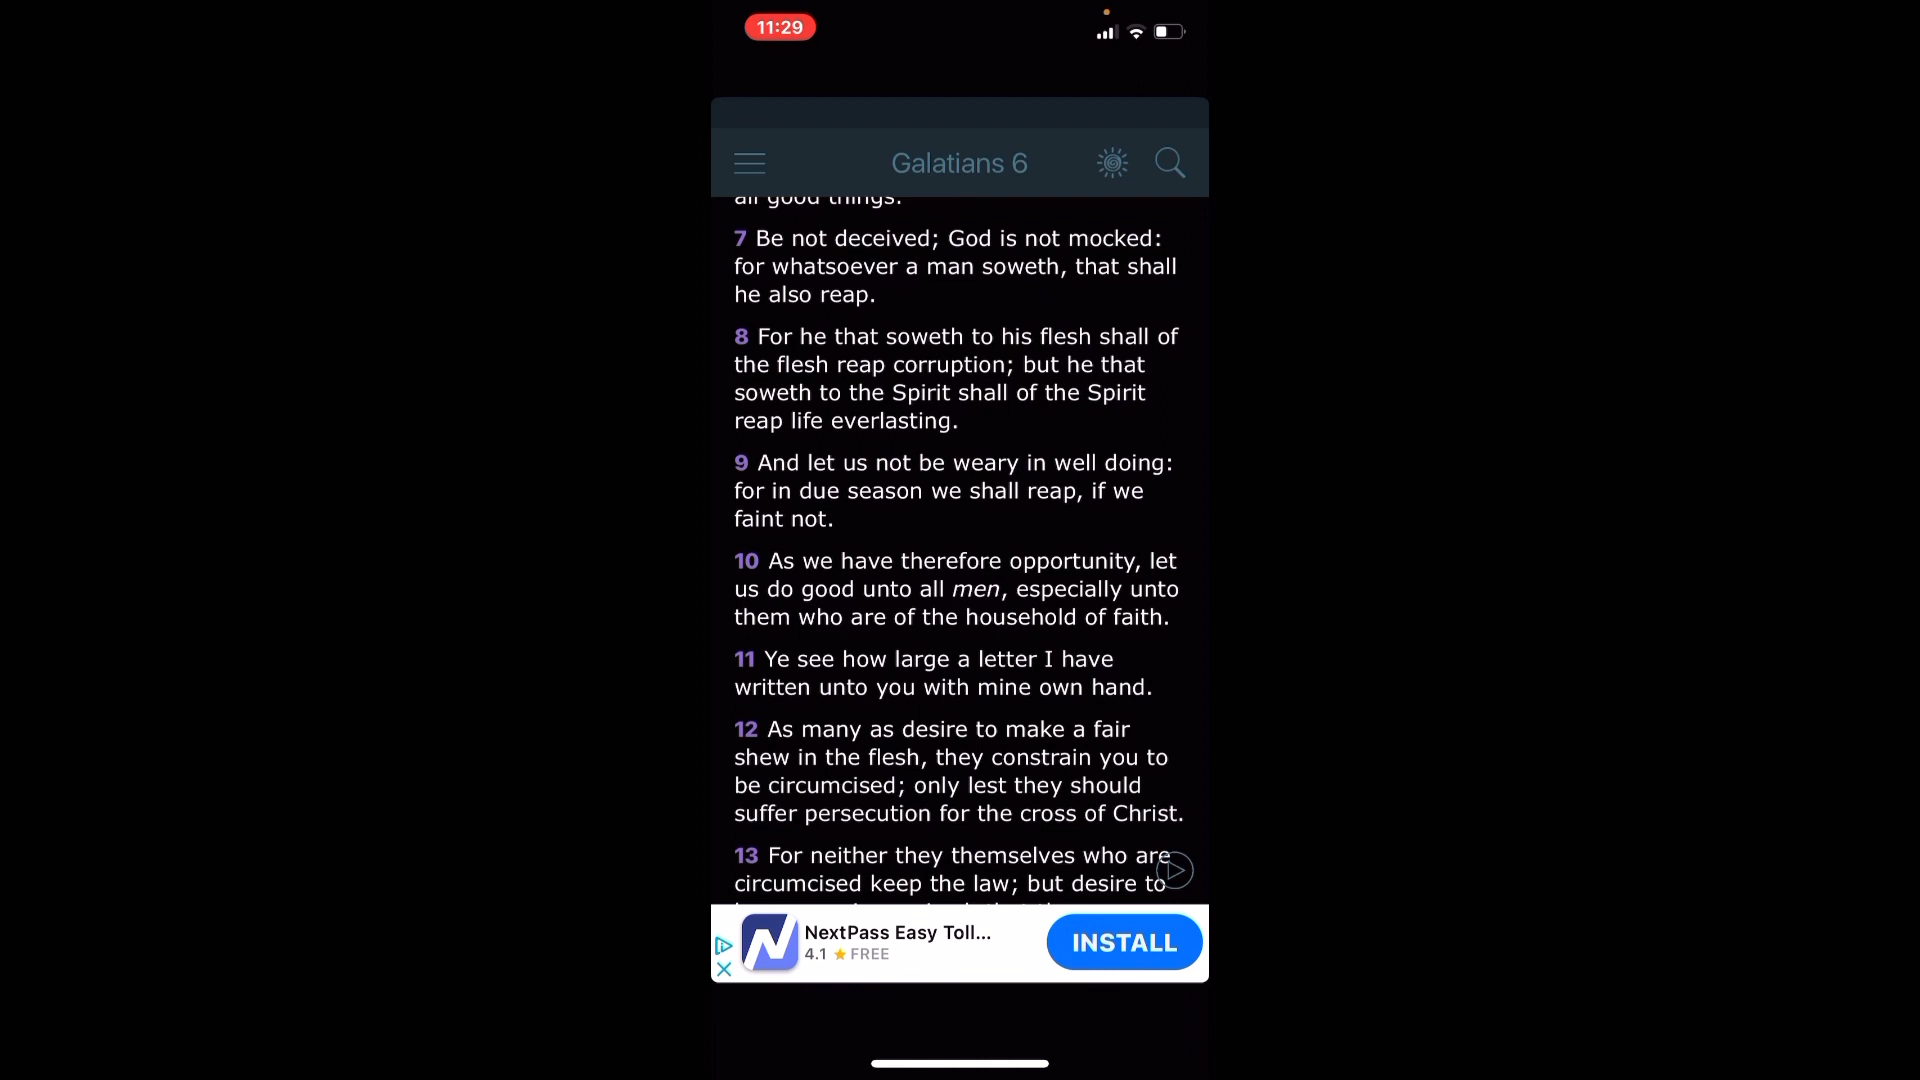 11:29
Galatians 6
all good things.
7 Be not deceived; God is not mocked:
for whatsoever a man soweth, that shall
he also reap.
8 For he that soweth to his flesh shall of
the flesh reap corruption; but he that
soweth to the Spirit shall of the Spirit
reap life everlasting.
9 And let us not be weary in well doing:
for in due season we shall reap, if we
faint not.
10 As we have therefore opportunity, let
us do good unto all men, especially unto
them who are of the household of faith.
11 Ye see how large a letter I have
written unto you with mine own hand.
12 As many as desire to make a fair
shew in the flesh, they constrain you to
be circumcised; only lest they should
suffer persecution for the cross of Christ.
13 For neither they themselves who are
circumcised keep the law; but desire to
NextPass Easy Toll...
4.1 ★ FREE
INSTALL